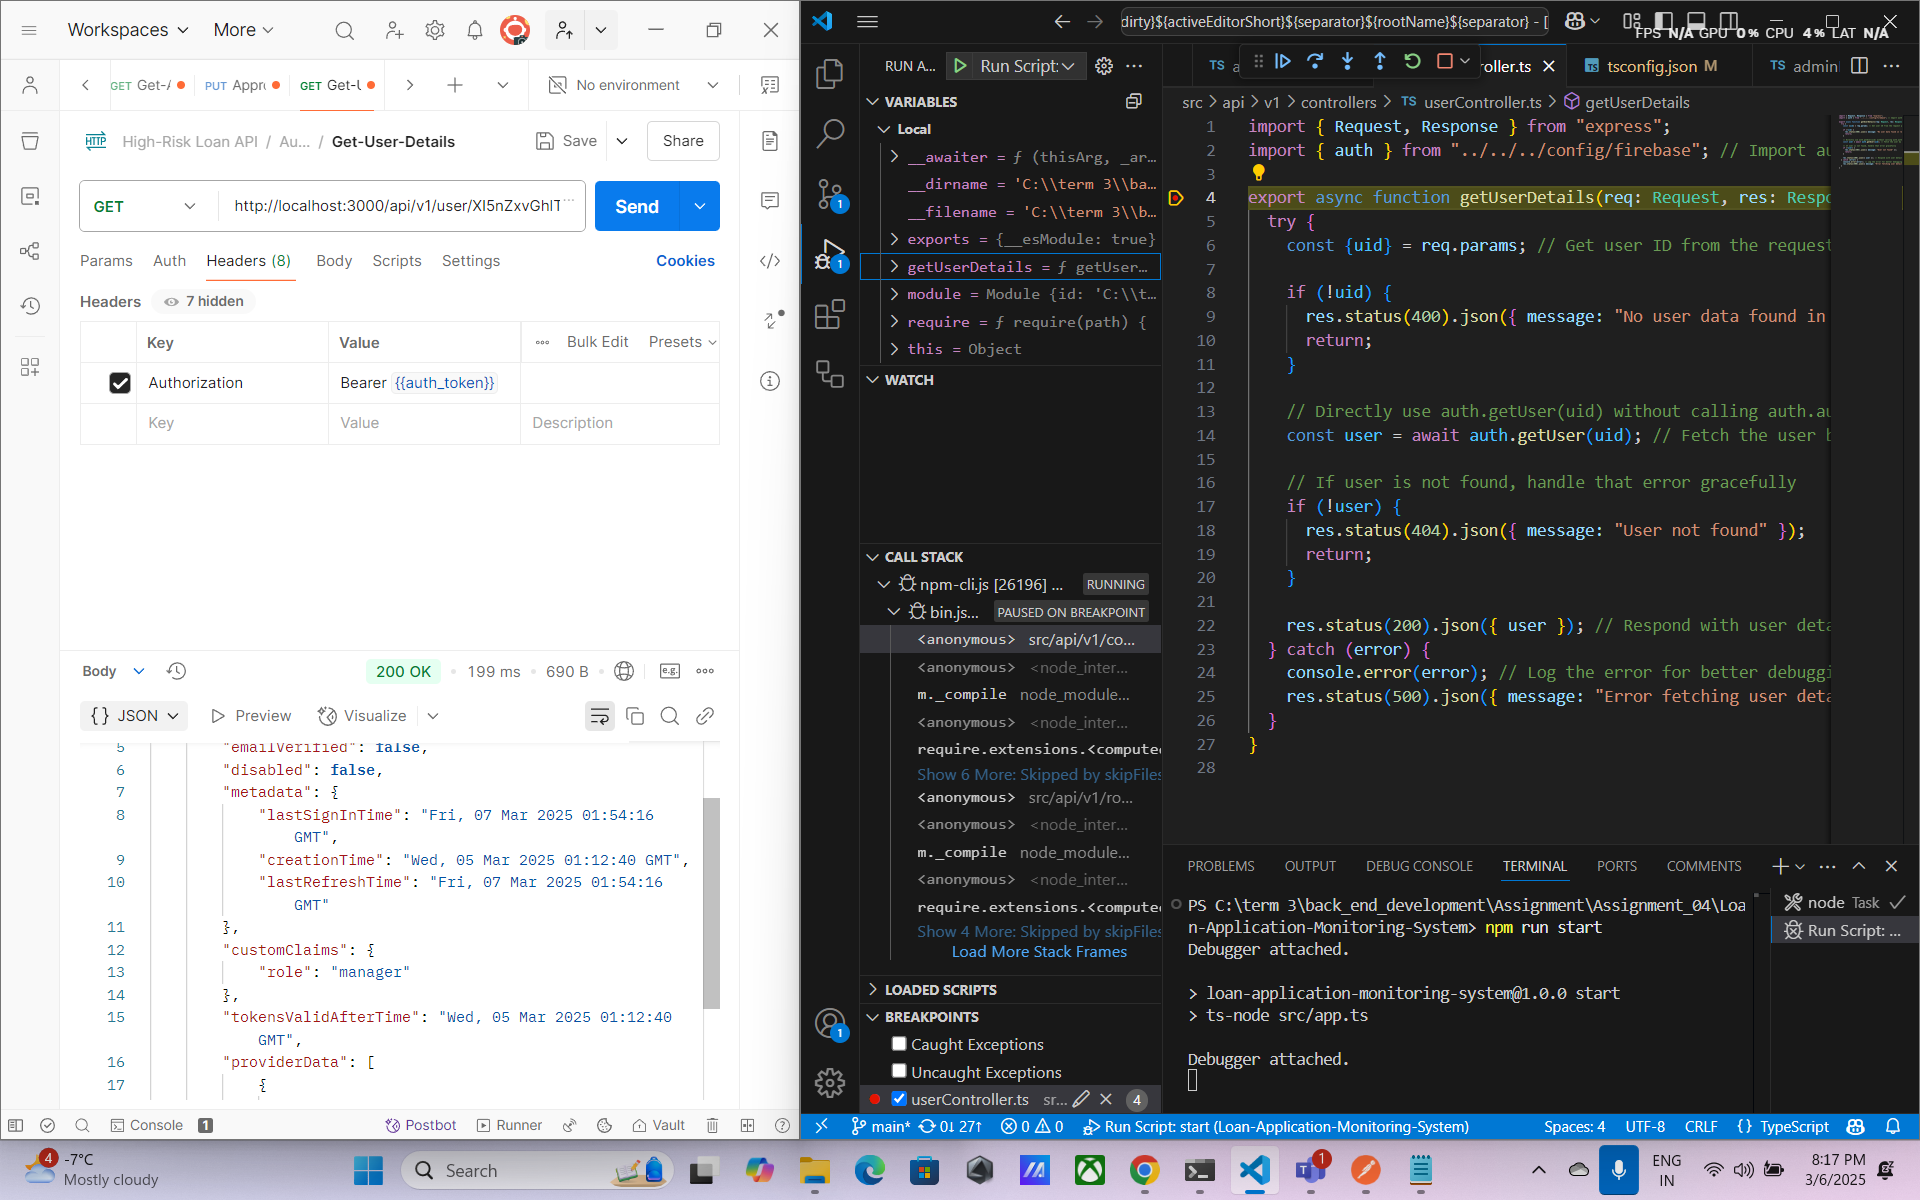 Workspaces
More
GET Get-A
PUT Appro
GET Get-U
No environment
HTTP
High-Risk Loan API / Au... / Get-User-Details
Save
Share
GET
http://localhost:3000/api/v1/user/XI5nZxvGhIT...
Send
Params
Auth
Headers (8)
Body
Scripts
Settings
Cookies
Headers
7 hidden
Key
Value
Bulk Edit
Presets
Authorization
Bearer {{auth_token}}
Key
Value
Description
Body
200 OK
199 ms
690 B
e.g.
{} JSON
Preview
Visualize
5 "emailVerified": false,
6 "disabled": false,
7 "metadata": {
8 "lastSignInTime": "Fri, 07 Mar 2025 01:54:16
GMT",
9 "creationTime": "Wed, 05 Mar 2025 01:12:40 GMT",
10 "lastRefreshTime": "Fri, 07 Mar 2025 01:54:16
GMT"
11 },
12 "customClaims": {
13 "role": "manager"
14 },
15 "tokensValidAfterTime": "Wed, 05 Mar 2025 01:12:40
GMT",
16 "providerData": [
17 {
Console
1
Postbot
Runner
Vault
dirty}${activeEditorShort}${separator}${rootName}${separator} - [
FPS N/A GPU 0% CPU 4% LAT N/A
RUN A...
Run Script:
VARIABLES
Local
__awaiter = ƒ (thisArg, _ar...
__dirname = 'C:\\term 3\\ba...
__filename = 'C:\\term 3\\b...
exports = {__esModule: true}
getUserDetails = ƒ getUser...
module = Module {id: 'C:\\t...
require = ƒ require(path) {
this = Object
WATCH
CALL STACK
npm-cli.js [26196] ...
RUNNING
bin.js...
PAUSED ON BREAKPOINT
<anonymous> src/api/v1/co...
<anonymous> <node_inter...
m._compile node_module...
<anonymous> <node_inter...
require.extensions.<computed
Show 6 More: Skipped by skipFiles
<anonymous> src/api/v1/ro...
<anonymous> <node_inter...
m._compile node_module...
<anonymous> <node_inter...
require.extensions.<computed
Show 4 More: Skipped by skipFiles
Load More Stack Frames
LOADED SCRIPTS
BREAKPOINTS
Caught Exceptions
Uncaught Exceptions
userController.ts sr...
4
1
1
1
TS a
roller.ts
TS tsconfig.json M
TS admin
src > api > v1 > controllers > TS userController.ts > getUserDetails
1 import { Request, Response } from "express";
2 import { auth } from "../../../config/firebase"; // Import au
3
4 export async function getUserDetails(req: Request, res: Respo
5 try {
6 const {uid} = req.params; // Get user ID from the request
7
8 if (!uid) {
9 res.status(400).json({ message: "No user data found in
10 return;
11 }
12
13 // Directly use auth.getUser(uid) without calling auth.au
14 const user = await auth.getUser(uid); // Fetch the user b
15
16 // If user is not found, handle that error gracefully
17 if (!user) {
18 res.status(404).json({ message: "User not found" });
19 return;
20 }
21
22 res.status(200).json({ user }); // Respond with user deta
23 } catch (error) {
24 console.error(error); // Log the error for better debuggi
25 res.status(500).json({ message: "Error fetching user deta
26 }
27 }
28
PROBLEMS
OUTPUT
DEBUG CONSOLE
TERMINAL
PORTS
COMMENTS
PS C:\term 3\back_end_development\Assignment\Assignment_04\Loa
n-Application-Monitoring-System> npm run start
Debugger attached.
> loan-application-monitoring-system@1.0.0 start
> ts-node src/app.ts
Debugger attached.
node Task
Run Script: ...
main*
0↓ 27↑
0
0
Run Script: start (Loan-Application-Monitoring-System)
Spaces: 4
UTF-8
CRLF
{} TypeScript
4
-7°C
Mostly cloudy
Search
1
ENG
IN
8:17 PM
3/6/2025